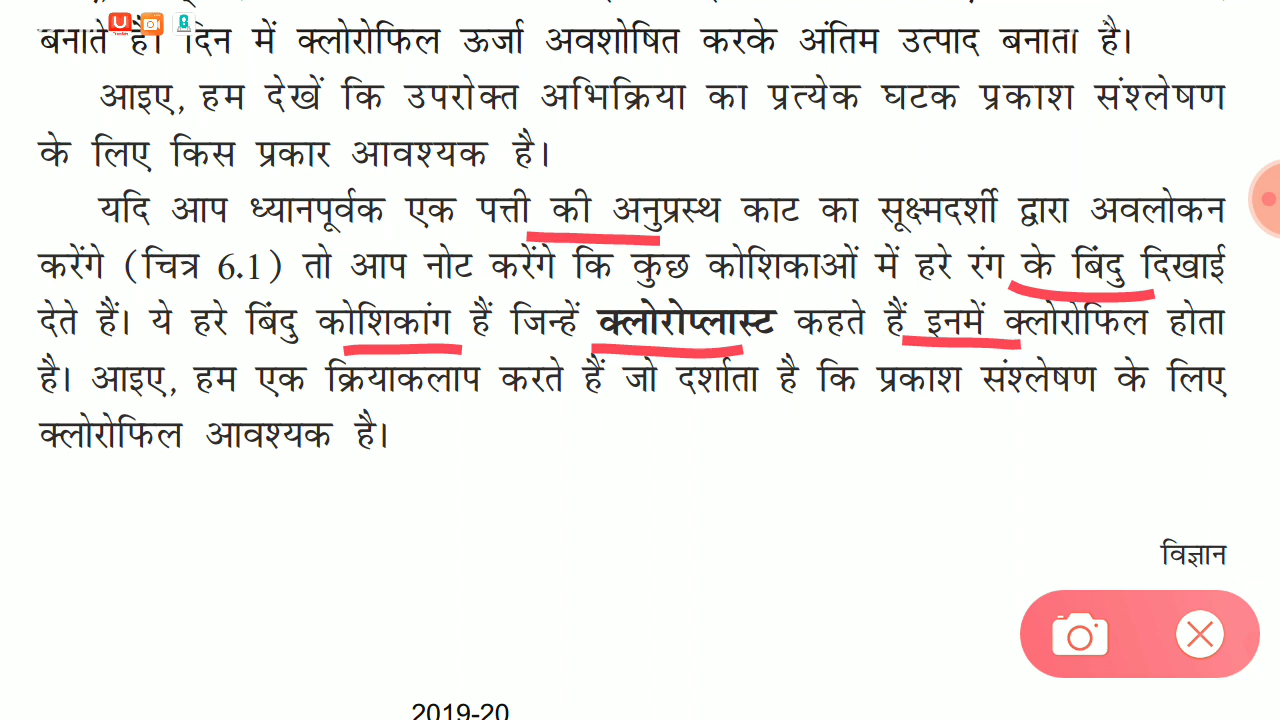 बनाते हैं। दिन में क्लोरोफिल ऊर्जा अवशोषित करके अंतिम उत्पाद बनाता है।
आइए, हम देखें कि उपरोक्त अभिक्रिया का प्रत्येक घटक प्रकाश संश्लेषण
के लिए किस प्रकार आवश्यक है।
यदि आप ध्यानपूर्वक एक पत्ती की अनुप्रस्थ काट का सूक्ष्मदर्शी द्वारा अवलोकन
करेंगे (चित्र 6.1) तो आप नोट करेंगे कि कुछ कोशिकाओं में हरे रंग के बिंदु दिखाई
देते हैं। ये हरे बिंदु कोशिकांग हैं जिन्हें क्लोरोप्लास्ट कहते हैं इनमें क्लोरोफिल होता
है। आइए, हम एक क्रियाकलाप करते हैं जो दर्शाता है कि प्रकाश संश्लेषण के लिए
क्लोरोफिल आवश्यक है।
विज्ञान
2019-20